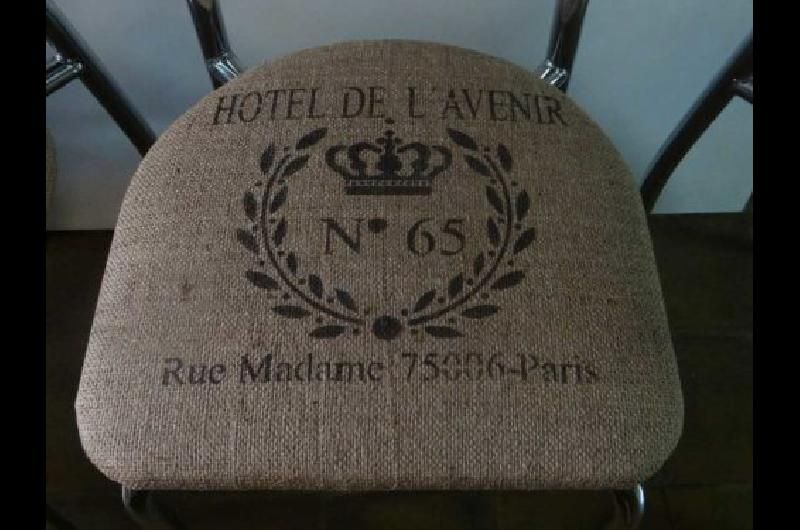 HOTEL DE L'AVENIR
N° 65
Rue Madame 75006-Paris